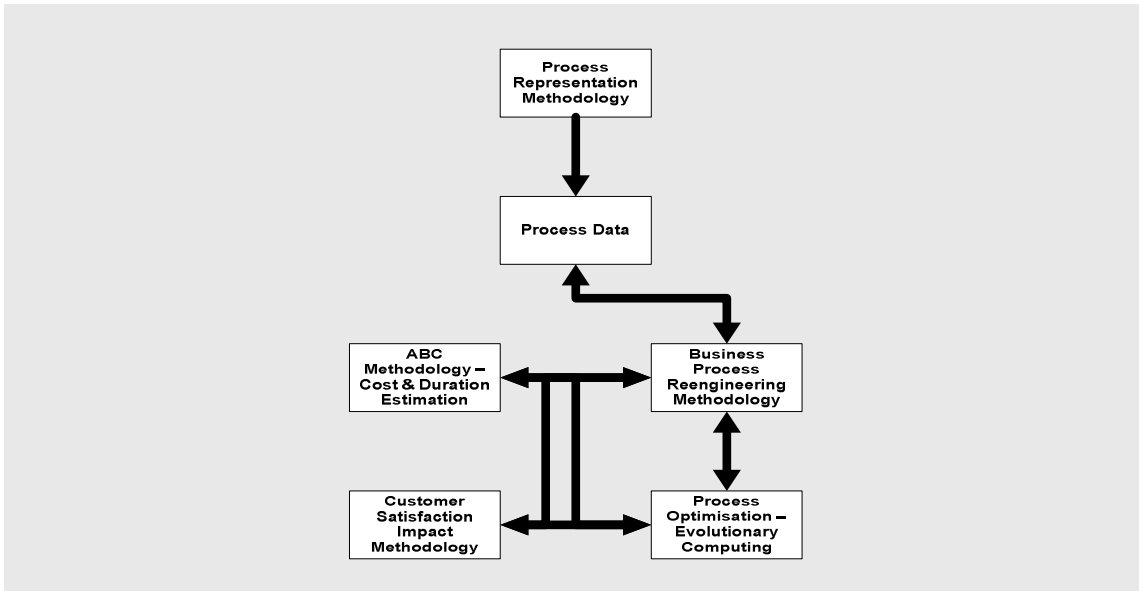 Process
Representation
Methodology
Process Data
ABC
Methodology –
Cost & Duration
Estimation
Business
Process
Reengineering
Methodology
Customer
Satisfaction
Impact
Methodology
Process
Optimisation –
Evolutionary
Computing